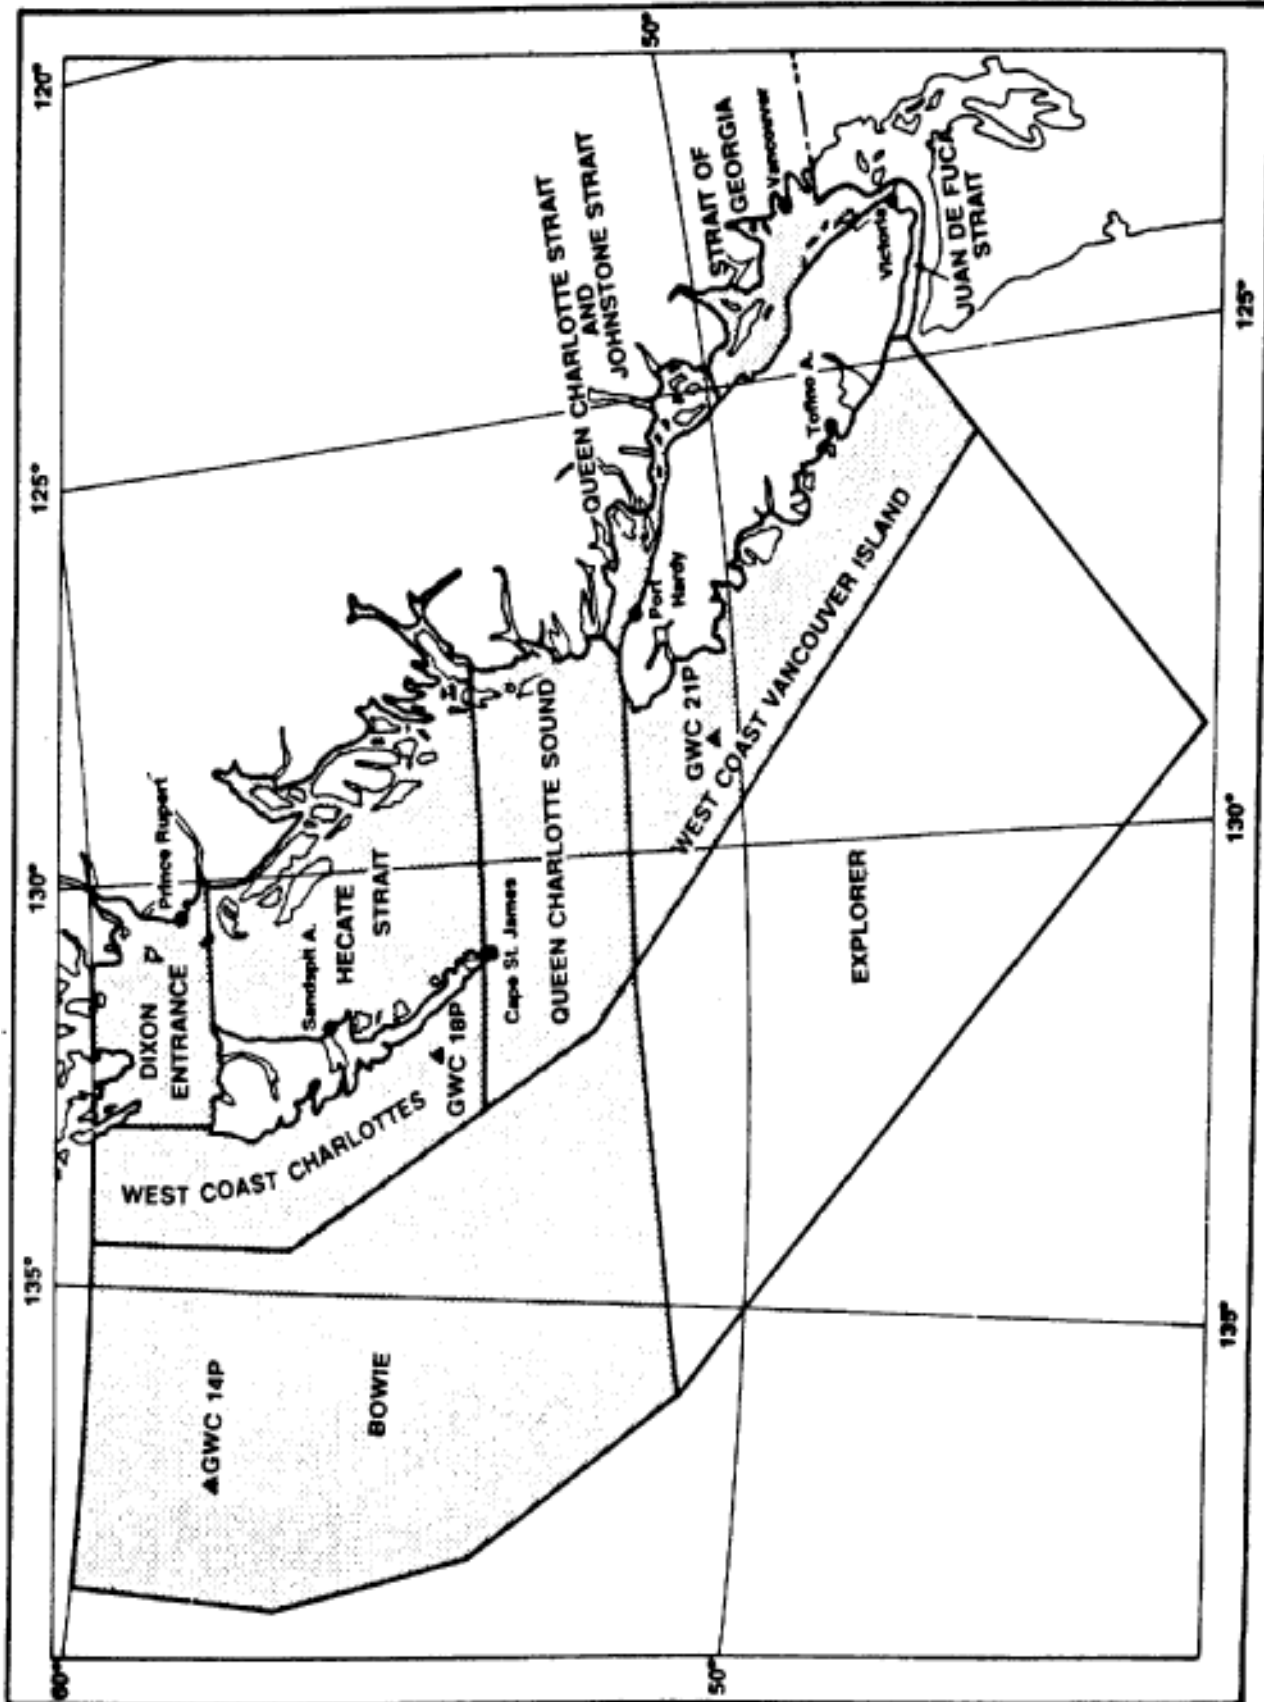 60°
135°
130°
125°
120°
DIXON
ENTRANCE
Prince Rupert
WEST COAST CHARLOTTES
▲GWC 14P
Sandspit A.
HECATE
STRAIT
BOWIE
GWC 18P
Cape St. James
QUEEN CHARLOTTE SOUND
QUEEN CHARLOTTE STRAIT
AND
JOHNSTONE STRAIT
50°
Port
Hardy
GWC 21P
STRAIT OF
GEORGIA
Vancouver
50°
WEST COAST VANCOUVER ISLAND
Tofino A.
EXPLORER
Victoria
JUAN DE FUCA
STRAIT
135°
130°
125°